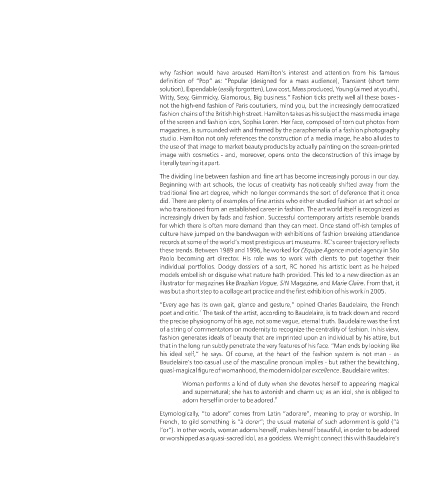 why fashion would have aroused Hamilton's interest and attention from his famous
definition of "Pop" as: "Popular (designed for a mass audience), Transient (short term
solution), Expendable (easily forgotten), Low cost, Mass produced, Young (aimed at youth),
Witty, Sexy, Gimmicky, Glamorous, Big business." Fashion ticks pretty well all these boxes -
not the high-end fashion of Paris couturiers, mind you, but the increasingly democratized
fashion chains of the British high street. Hamilton takes as his subject the mass media image
of the screen and fashion icon, Sophia Loren. Her face, composed of torn out photos from
magazines, is surrounded with and framed by the paraphernalia of a fashion photography
studio. Hamilton not only references the construction of a media image, he also alludes to
the use of that image to market beauty products by actually painting on the screen-printed
image with cosmetics - and, moreover, opens onto the deconstruction of this image by
literally tearing it apart.
The dividing line between fashion and fine art has become increasingly porous in our day.
Beginning with art schools, the locus of creativity has noticeably shifted away from the
traditional fine art degree, which no longer commands the sort of deference that it once
did. There are plenty of examples of fine artists who either studied fashion at art school or
who transitioned from an established career in fashion. The art world itself is recognized as
increasingly driven by fads and fashion. Successful contemporary artists resemble brands
for which there is often more demand than they can meet. Once stand off-ish temples of
culture have jumped on the bandwagon with exhibitions of fashion breaking attendance
records at some of the world's most prestigious art museums. RC's career trajectory reflects
these trends. Between 1989 and 1996, he worked for L'Equipe Agence model agency in São
Paolo becoming art director. His role was to work with clients to put together their
individual portfolios. Dodgy dossiers of a sort, RC honed his artistic bent as he helped
models embellish or disguise what nature hath provided. This led to a new direction as an
illustrator for magazines like Brazilian Vogue, S/N Magazine, and Marie Claire. From that, it
was but a short step to a collage art practice and the first exhibition of his work in 2005.
"Every age has its own gait, glance and gesture," opined Charles Baudelaire, the French
poet and critic. The task of the artist, according to Baudelaire, is to track down and record
the precise physiognomy of his age, not some vague, eternal truth. Baudelaire was the first
of a string of commentators on modernity to recognize the centrality of fashion. In his view,
fashion generates ideals of beauty that are imprinted upon an individual by his attire, but
that in the long run subtly penetrate the very features of his face. "Man ends by looking like
his ideal self," he says. Of course, at the heart of the fashion system is not man - as
Baudelaire's too casual use of the masculine pronoun implies - but rather the bewitching,
quasi-magical figure of womanhood, the modern idol par excellence. Baudelaire writes:
Woman performs a kind of duty when she devotes herself to appearing magical
and supernatural; she has to astonish and charm us; as an idol, she is obliged to
adorn herself in order to be adored."
Etymologically, "to adore" comes from Latin "adorare", meaning to pray or worship. In
French, to gild something is "à dorer"; the usual material of such adornment is gold ("à
l'or"). In other words, woman adorns herself, makes herself beautiful, in order to be adored
or worshipped as a quasi-sacred idol, as a goddess. We might connect this with Baudelaire's